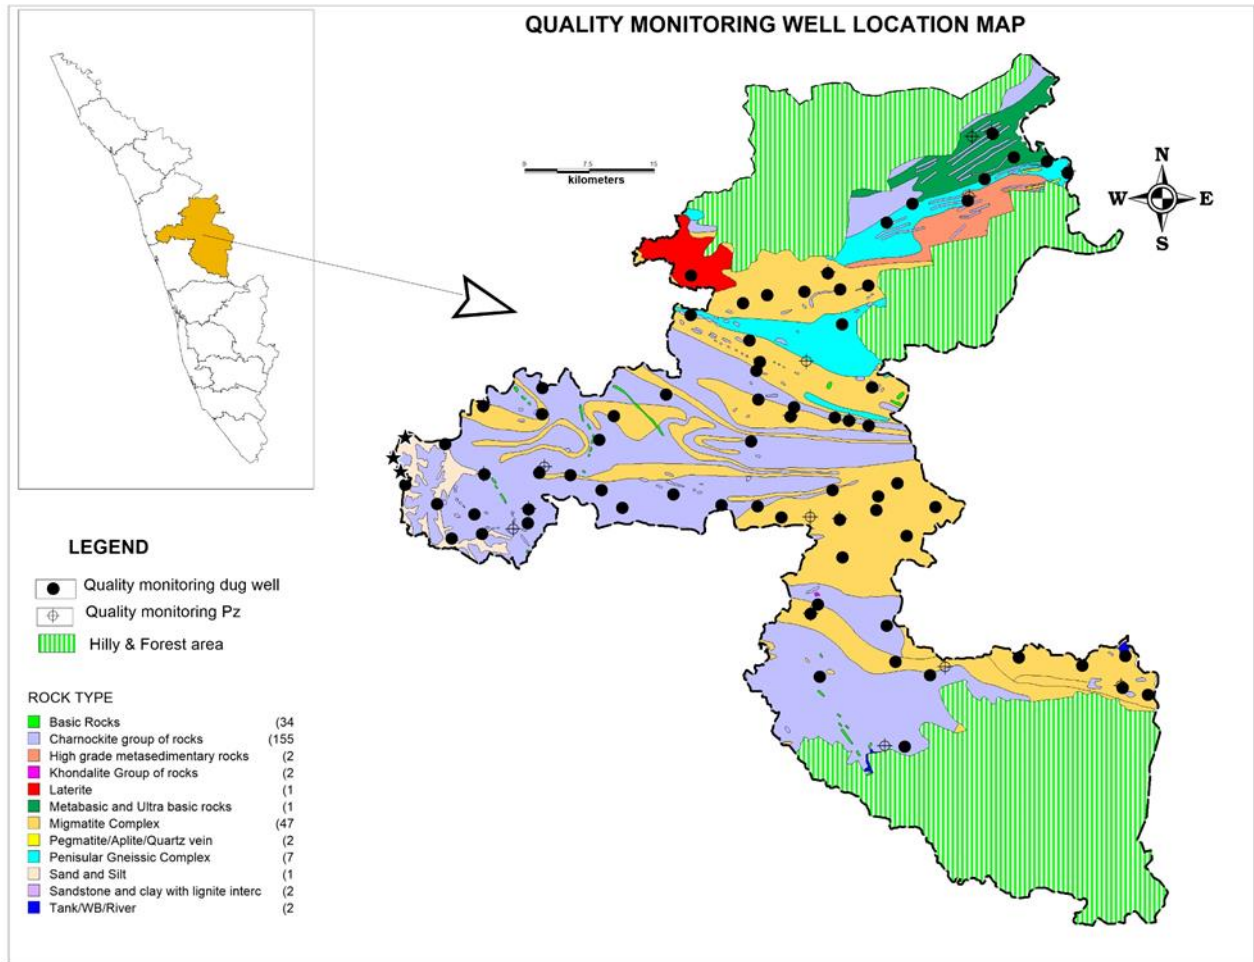 QUALITY MONITORING WELL LOCATION MAP
0 7.5 15
kilometers
N
W E
S
LEGEND
Quality monitoring dug well
Quality monitoring Pz
Hilly & Forest area
ROCK TYPE
Basic Rocks (34
Charnockite group of rocks (155
High grade metasedimentary rocks (2
Khondalite Group of rocks (2
Laterite (1
Metabasic and Ultra basic rocks (1
Migmatite Complex (47
Pegmatite/Aplite/Quartz vein (2
Penisular Gneissic Complex (7
Sand and Silt (1
Sandstone and clay with lignite interc (2
Tank/WB/River (2